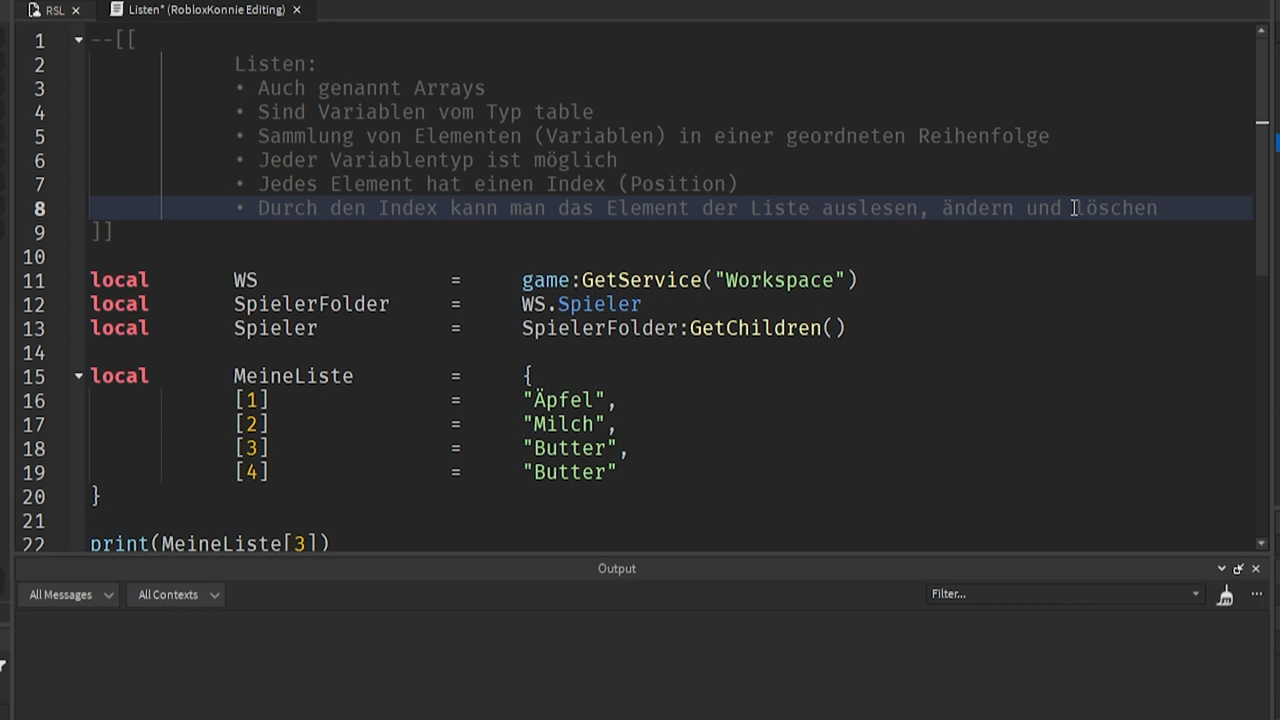 RSL
Listen* (RobloxKonnie Editing)
1 --[[
2 Listen:
3 • Auch genannt Arrays
4 • Sind Variablen vom Typ table
5 • Sammlung von Elementen (Variablen) in einer geordneten Reihenfolge
6 • Jeder Variablentyp ist möglich
7 • Jedes Element hat einen Index (Position)
8 • Durch den Index kann man das Element der Liste auslesen, ändern und löschen
9 ]]
10
11 local WS = game:GetService("Workspace")
12 local SpielerFolder = WS.Spieler
13 local Spieler = SpielerFolder:GetChildren()
14
15 local MeineListe = {
16 [1] = "Äpfel",
17 [2] = "Milch",
18 [3] = "Butter",
19 [4] = "Butter"
20 }
21
22 print(MeineListe[3])
Output
All Messages All Contexts Filter...